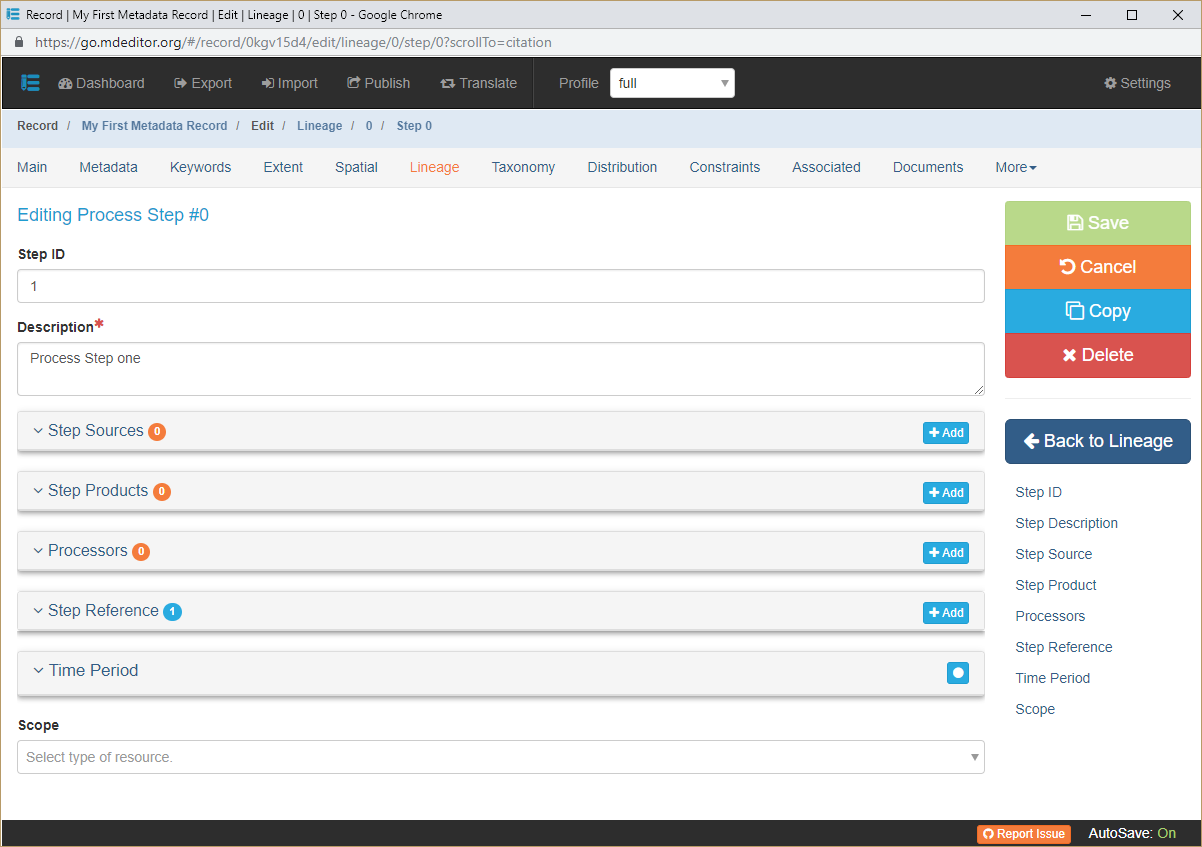 Record | My First Metadata Record | Edit | Lineage | 0 | Step 0 - Google Chrome
https://go.mdeditor.org/#/record/0kgv15d4/edit/lineage/0/step/0?scrollTo=citation
Dashboard Export Import Publish Translate Profile full Settings
Record / My First Metadata Record / Edit / Lineage / 0 / Step 0
Main Metadata Keywords Extent Spatial Lineage Taxonomy Distribution Constraints Associated Documents More
Editing Process Step #0
Step ID
1
Description*
Process Step one
Step Sources 0 Add
Step Products 0 Add
Processors 0 Add
Step Reference 1 Add
Time Period
Scope
Select type of resource.
Save
Cancel
Copy
Delete
Back to Lineage
Step ID
Step Description
Step Source
Step Product
Processors
Step Reference
Time Period
Scope
Report Issue AutoSave: On